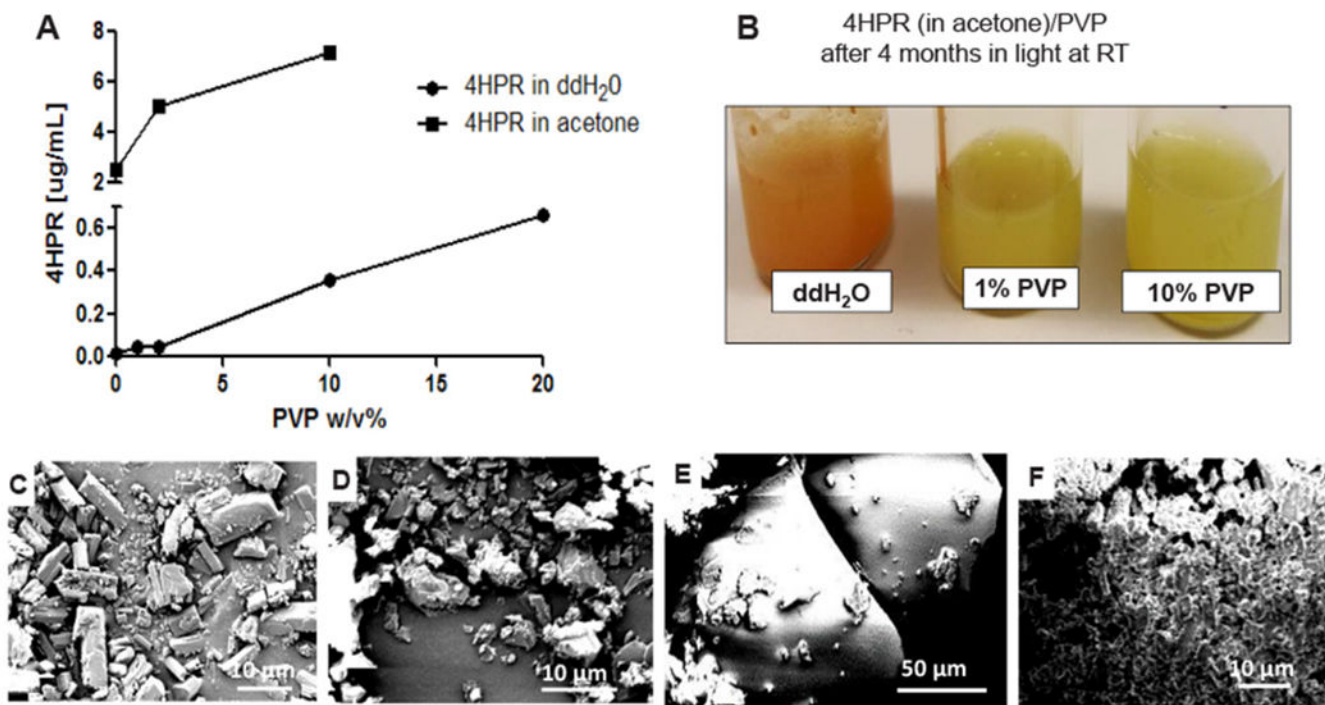 A
8
6
4
2
0.6
0.4
0.2
0.0
4HPR [ug/mL]
0
5
10
15
20
PVP w/v%
4HPR in ddH₂0
4HPR in acetone
B
4HPR (in acetone)/PVP
after 4 months in light at RT
ddH₂O
1% PVP
10% PVP
C
10 µm
D
10 µm
E
50 µm
F
10 µm